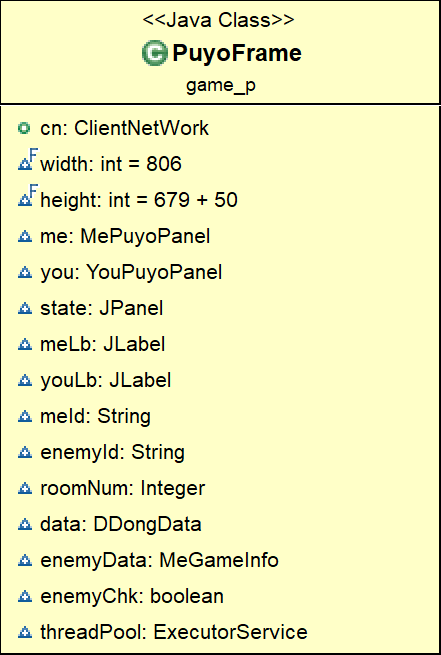 <<Java Class>>
C PuyoFrame
game_p
cn: ClientNetWork
F width: int = 806
F height: int = 679 + 50
me: MePuyoPanel
you: YouPuyoPanel
state: JPanel
meLb: JLabel
youLb: JLabel
meId: String
enemyId: String
roomNum: Integer
data: DDongData
enemyData: MeGameInfo
enemyChk: boolean
threadPool: ExecutorService